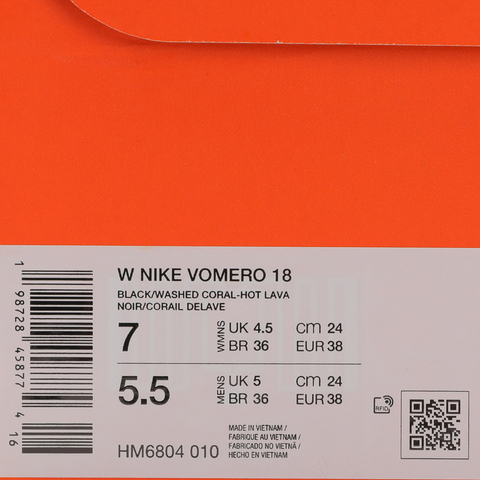 W NIKE VOMERO 18
BLACK/WASHED CORAL-HOT LAVA
NOIR/CORAIL DELAVE
7 WMNS UK 4.5 cm 24
BR 36 EUR 38
5.5 MENS UK 5 cm 24
BR 36 EUR 38
HM6804 010
MADE IN VIETNAM /
FABRIQUE AU VIETNAM /
FABRICADO NO VIETNÃ /
HECHO EN VIETNAM
RFID
1 98728 45877 4 16